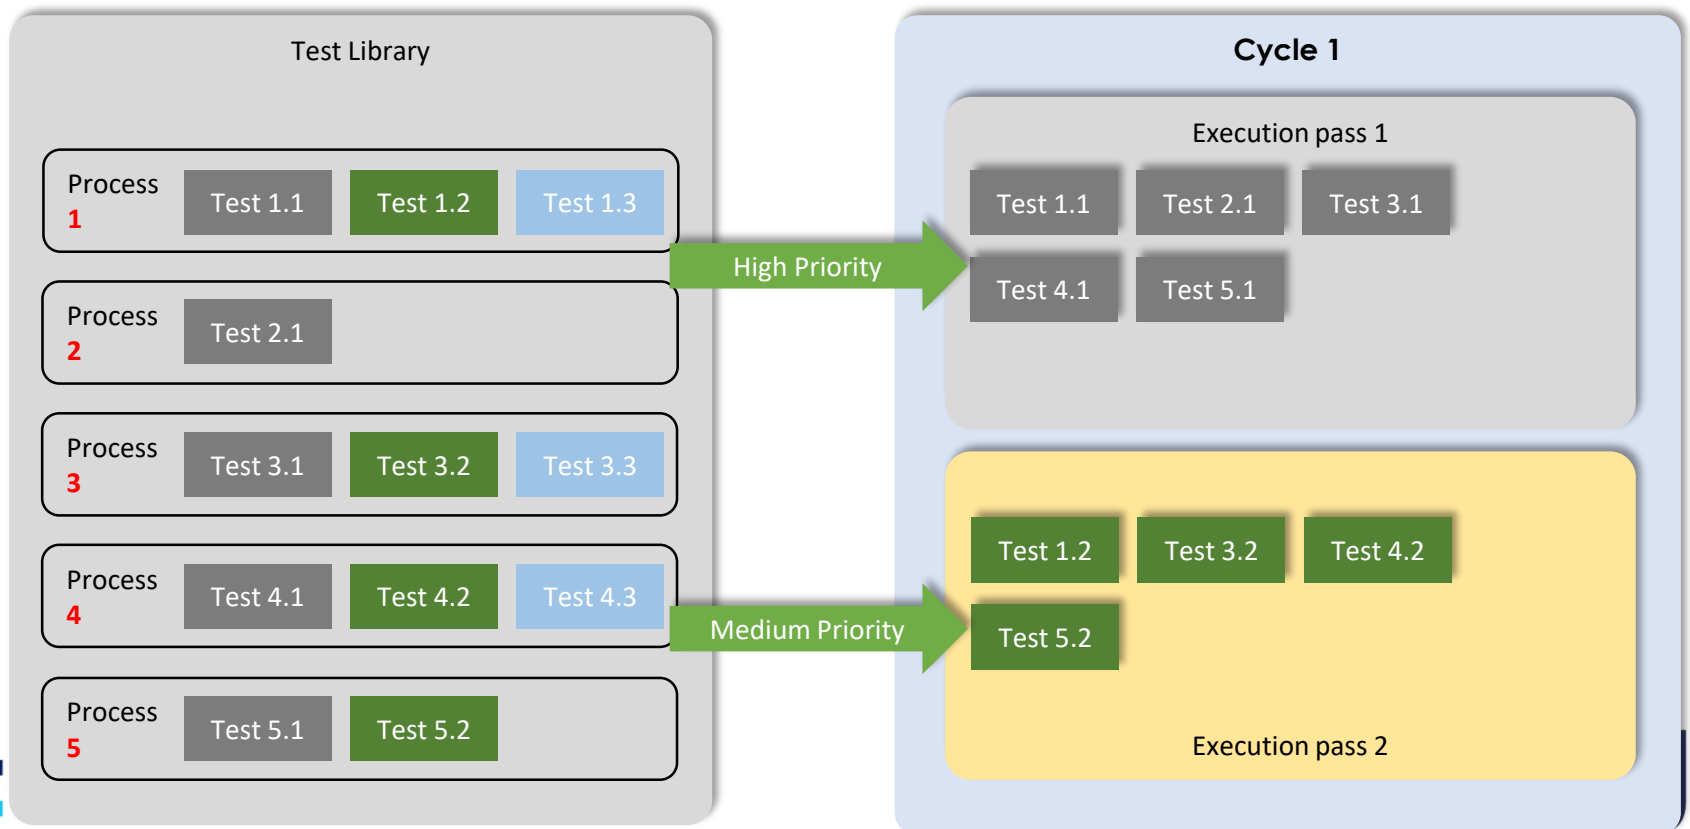 Test Library
Process
1
Test 1.1
Test 1.2
Test 1.3
Process
2
Test 2.1
Process
3
Test 3.1
Test 3.2
Test 3.3
Process
4
Test 4.1
Test 4.2
Test 4.3
Process
5
Test 5.1
Test 5.2
High Priority
Medium Priority
Cycle 1
Execution pass 1
Test 1.1
Test 2.1
Test 3.1
Test 4.1
Test 5.1
Test 1.2
Test 3.2
Test 4.2
Test 5.2
Execution pass 2